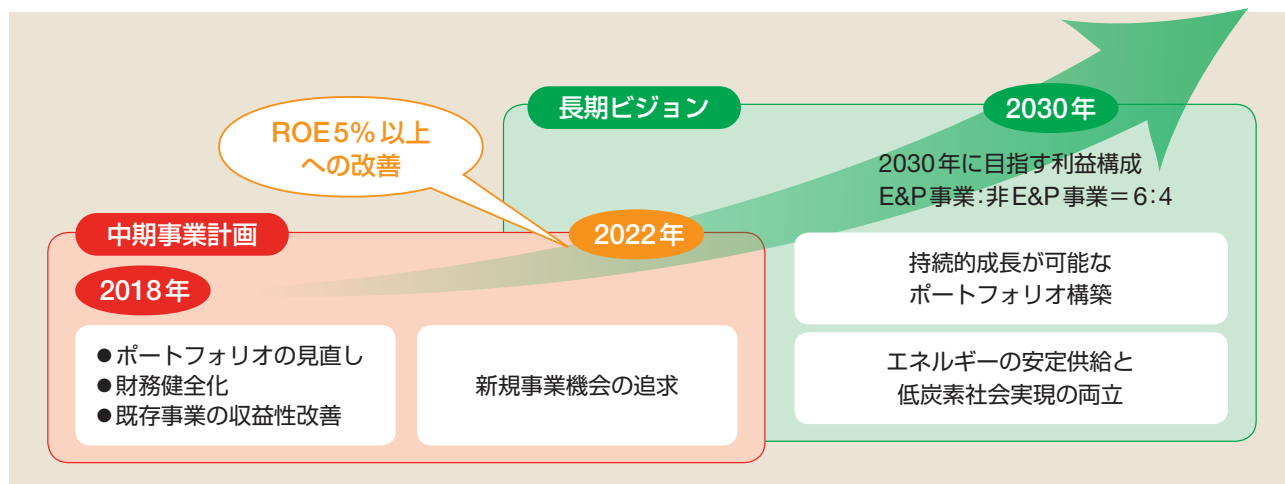 長期ビジョン
2030年
2030年に目指す利益構成
E&P事業:非E&P事業=6:4
持続的成長が可能な
ポートフォリオ構築
エネルギーの安定供給と
低炭素社会実現の両立
ROE5%以上
への改善
中期事業計画
2022年
2018年
●ポートフォリオの見直し
●財務健全化
●既存事業の収益性改善
新規事業機会の追求